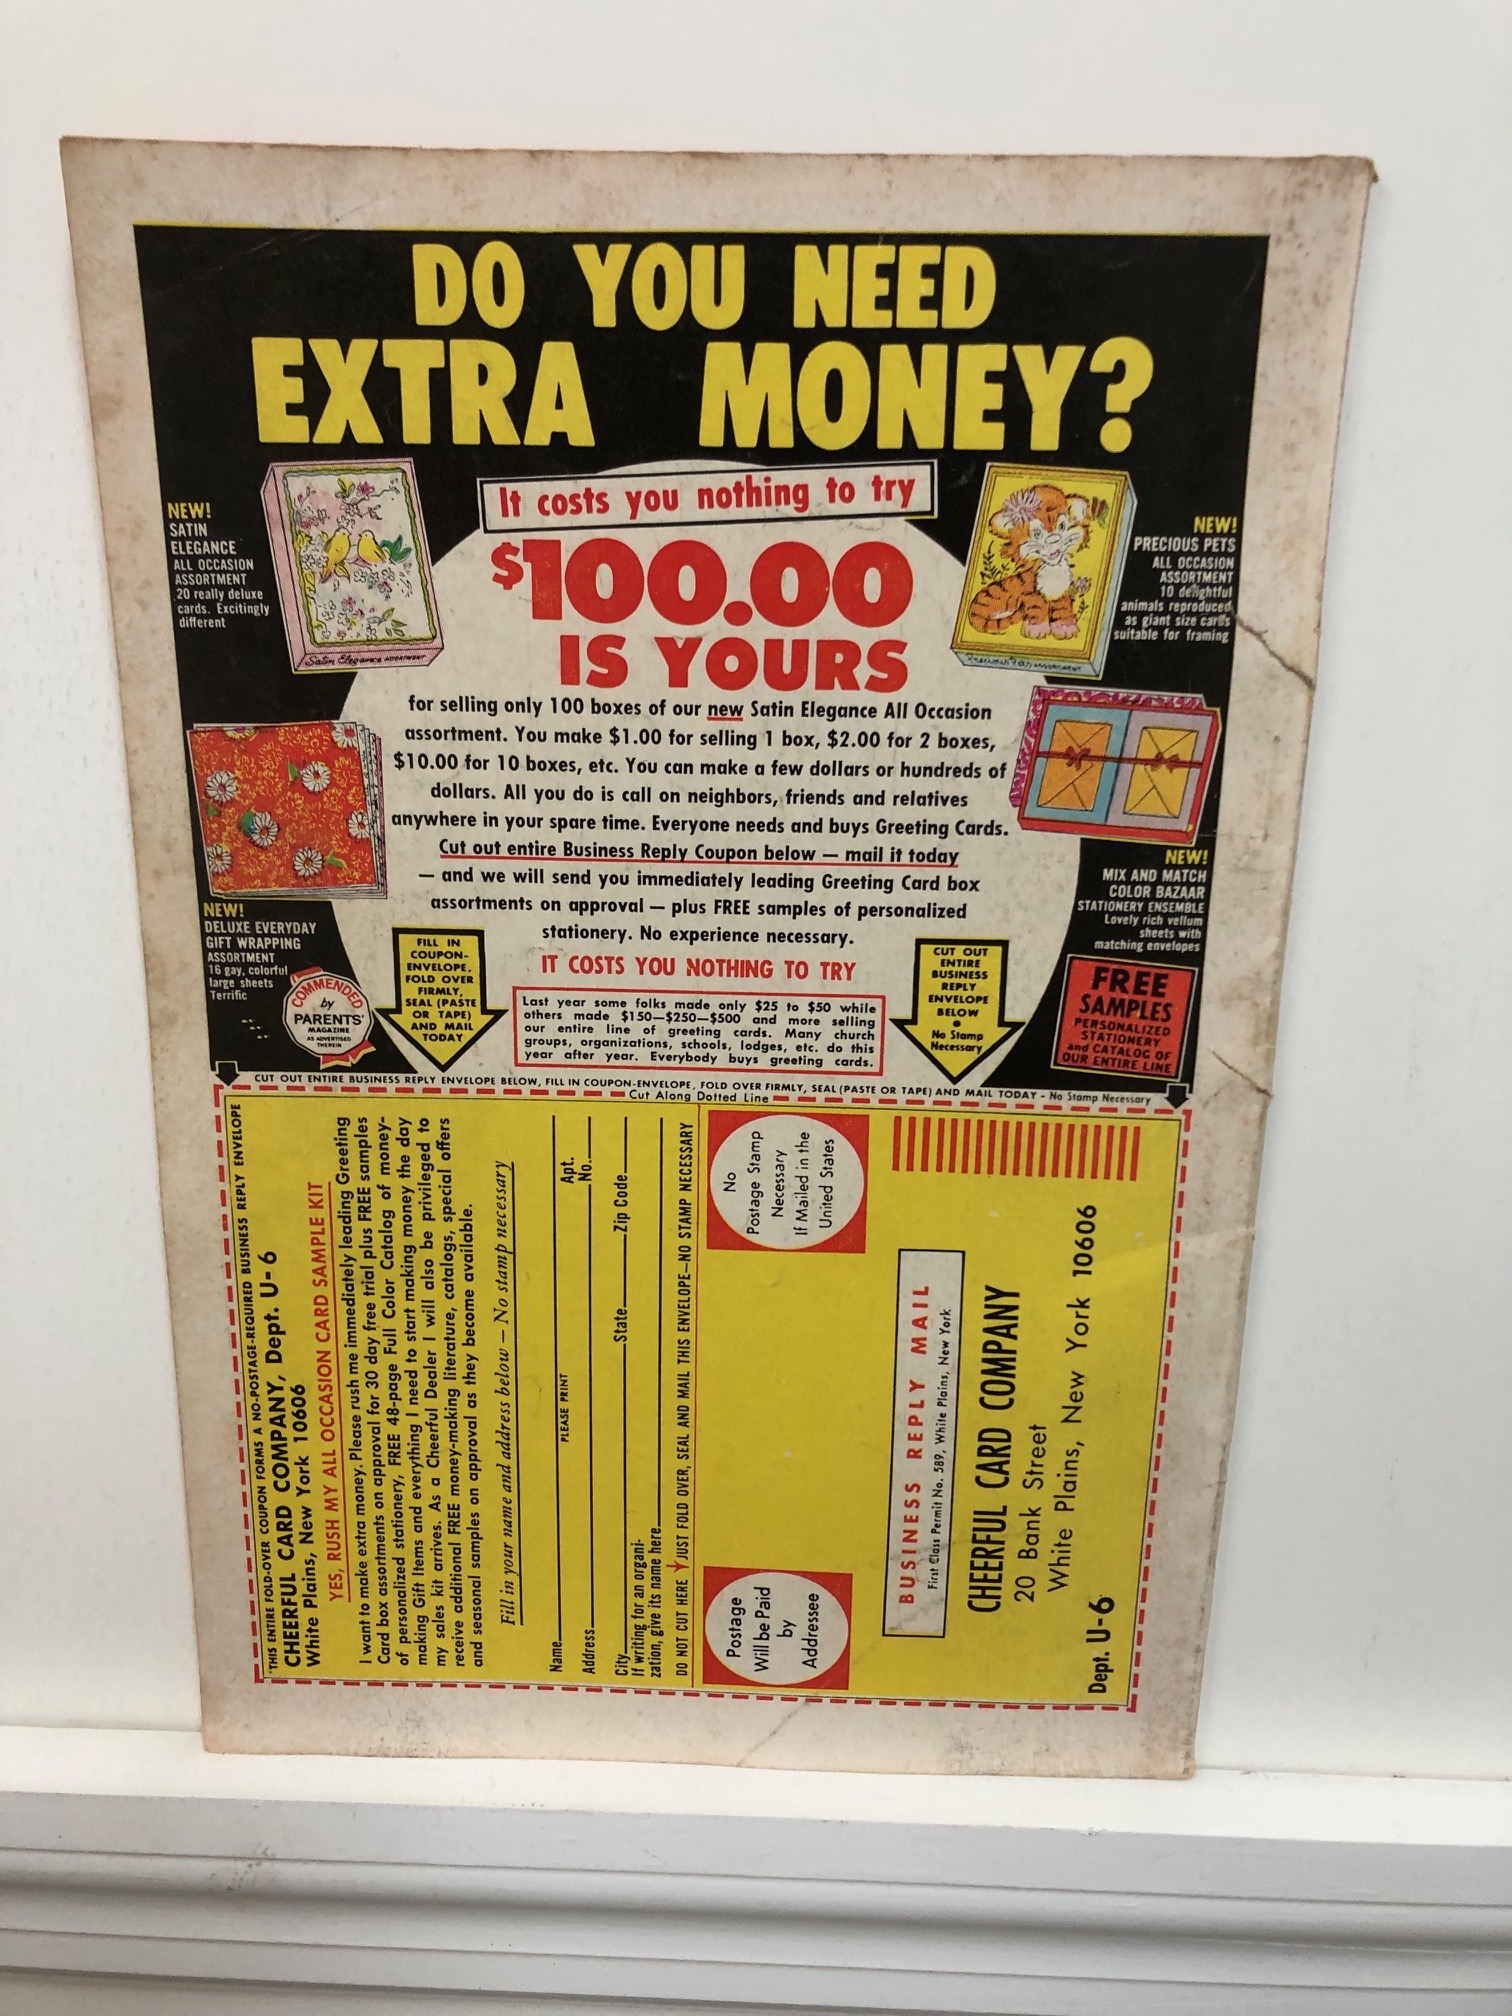 DO YOU NEED
EXTRA MONEY?
It costs you nothing to try
$100.00
IS YOURS
NEW!
SATIN
ELEGANCE
ALL OCCASION
ASSORTMENT
20 really deluxe
cards. Excitingly
different
Satin Elegance ASSORTMENT
NEW!
PRECIOUS PETS
ALL OCCASION
ASSORTMENT
10 delightful
animals reproduced
as giant size cards
suitable for framing
Precious Pets ASSORTMENT
for selling only 100 boxes of our new Satin Elegance All Occasion
assortment. You make $1.00 for selling 1 box, $2.00 for 2 boxes,
$10.00 for 10 boxes, etc. You can make a few dollars or hundreds of
dollars. All you do is call on neighbors, friends and relatives
anywhere in your spare time. Everyone needs and buys Greeting Cards.
Cut out entire Business Reply Coupon below — mail it today
— and we will send you immediately leading Greeting Card box
assortments on approval — plus FREE samples of personalized
stationery. No experience necessary.
IT COSTS YOU NOTHING TO TRY
NEW!
DELUXE EVERYDAY
GIFT WRAPPING
ASSORTMENT
16 gay, colorful
large sheets
Terrific
NEW!
MIX AND MATCH
COLOR BAZAAR
STATIONERY ENSEMBLE
Lovely rich vellum
sheets with
matching envelopes
COMMENDED
by
PARENTS'
MAGAZINE
AS ADVERTISED
THEREIN
FILL IN
COUPON-
ENVELOPE,
FOLD OVER
FIRMLY,
SEAL (PASTE
OR TAPE)
AND MAIL
TODAY
Last year some folks made only $25 to $50 while
others made $150—$250—$500 and more selling
our entire line of greeting cards. Many church
groups, organizations, schools, lodges, etc. do this
year after year. Everybody buys greeting cards.
CUT OUT
ENTIRE
BUSINESS
REPLY
ENVELOPE
BELOW
•
No Stamp
Necessary
FREE
SAMPLES
PERSONALIZED
STATIONERY
and CATALOG OF
OUR ENTIRE LINE
CUT OUT ENTIRE BUSINESS REPLY ENVELOPE BELOW, FILL IN COUPON-ENVELOPE, FOLD OVER FIRMLY, SEAL (PASTE OR TAPE) AND MAIL TODAY - No Stamp Necessary
Cut Along Dotted Line
*THIS ENTIRE FOLD-OVER COUPON FORMS A NO-POSTAGE-REQUIRED BUSINESS REPLY ENVELOPE
CHEERFUL CARD COMPANY, Dept. U-6
White Plains, New York 10606
YES, RUSH MY ALL OCCASION CARD SAMPLE KIT
I want to make extra money. Please rush me immediately leading Greeting
Card box assortments on approval for 30 day free trial plus FREE samples
of personalized stationery, FREE 48-page Full Color Catalog of money-
making Gift Items and everything I need to start making money the day
my sales kit arrives. As a Cheerful Dealer I will also be privileged to
receive additional FREE money-making literature, catalogs, special offers
and seasonal samples on approval as they become available.
Fill in your name and address below — No stamp necessary
Name
PLEASE PRINT
Address Apt. No.
City State Zip Code
If writing for an organi-
zation, give its name here
DO NOT CUT HERE JUST FOLD OVER, SEAL AND MAIL THIS ENVELOPE—NO STAMP NECESSARY
Postage
Will be Paid
by
Addressee
No
Postage Stamp
Necessary
If Mailed in the
United States
BUSINESS REPLY MAIL
First Class Permit No. 589, White Plains, New York
CHEERFUL CARD COMPANY
20 Bank Street
White Plains, New York 10606
Dept. U-6